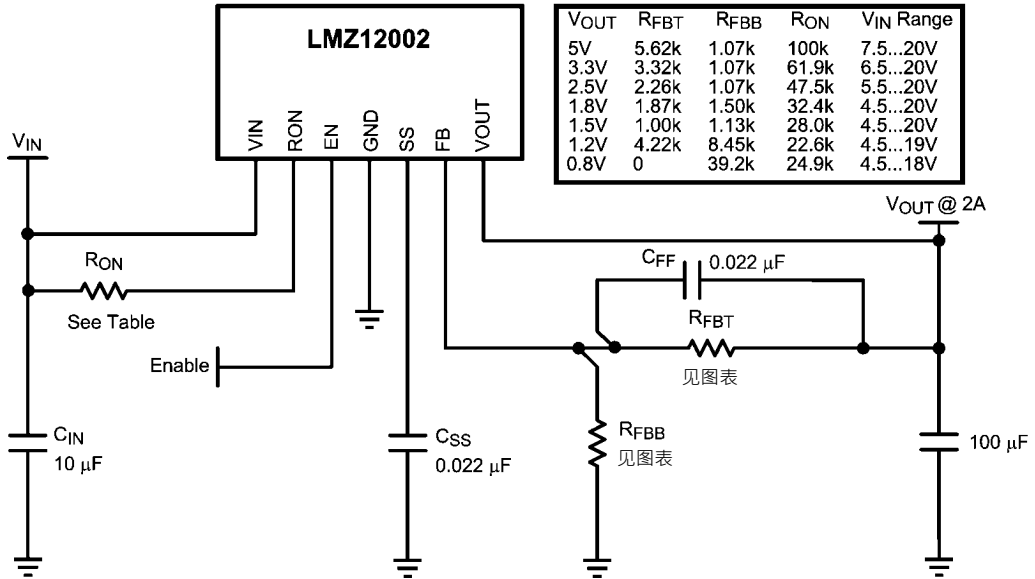 LMZ12002
VIN
RON
EN
GND
SS
FB
VOUT
VOUT RFBT RFBB RON VIN Range
5V 5.62k 1.07k 100k 7.5...20V
3.3V 3.32k 1.07k 61.9k 6.5...20V
2.5V 2.26k 1.07k 47.5k 5.5...20V
1.8V 1.87k 1.50k 32.4k 4.5...20V
1.5V 1.00k 1.13k 28.0k 4.5...20V
1.2V 4.22k 8.45k 22.6k 4.5...19V
0.8V 0 39.2k 24.9k 4.5...18V
VIN
VOUT @ 2A
RON
See Table
CFF 0.022 μF
RFBT
见图表
Enable
CIN
10 μF
CSS
0.022 μF
RFBB
见图表
100 μF